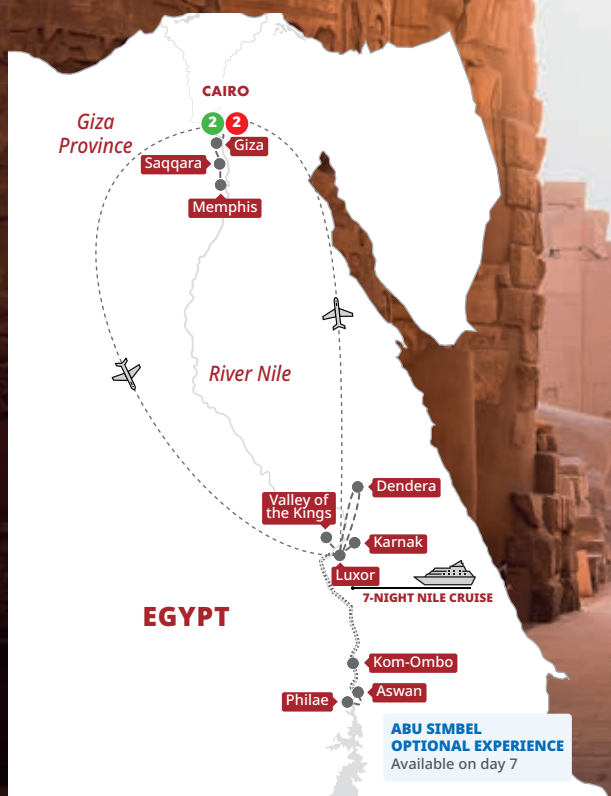 CAIRO
2 2
Giza
Province
Giza
Saqqara
Memphis
River Nile
Dendera
Valley of
the Kings
Karnak
Luxor
7-NIGHT NILE CRUISE
EGYPT
Kom-Ombo
Aswan
Philae
ABU SIMBEL
OPTIONAL EXPERIENCE
Available on day 7